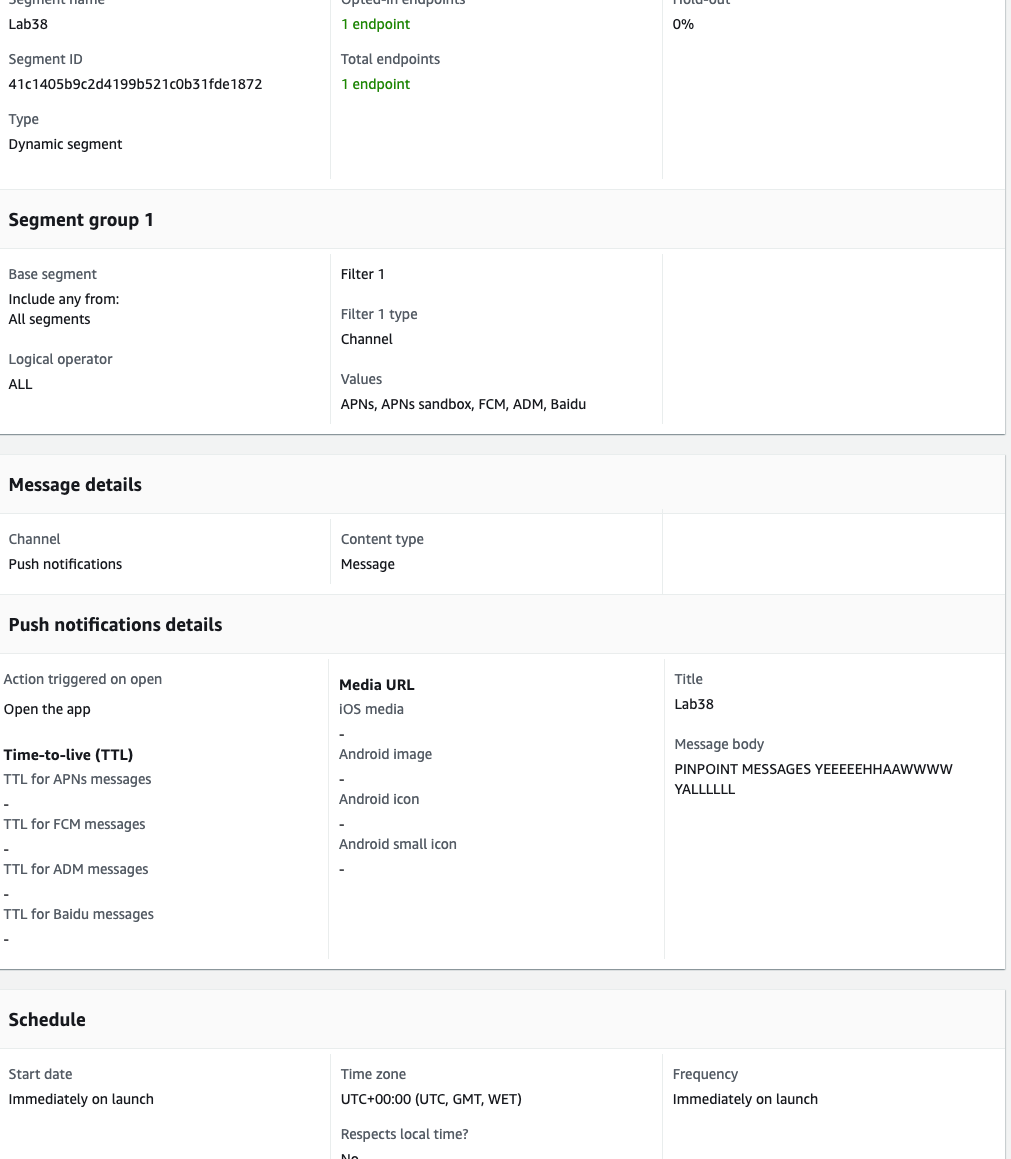 Segment name
Opted-in endpoints
Hold-out
Lab38
1 endpoint
0%
Segment ID
Total endpoints
41c1405b9c2d4199b521c0b31fde1872
1 endpoint
Type
Dynamic segment
Segment group 1
Base segment
Filter 1
Include any from:
All segments
Filter 1 type
Channel
Logical operator
ALL
Values
APNs, APNs sandbox, FCM, ADM, Baidu
Message details
Channel
Content type
Push notifications
Message
Push notifications details
Action triggered on open
Open the app
Time-to-live (TTL)
TTL for APNs messages
-
TTL for FCM messages
-
TTL for ADM messages
-
TTL for Baidu messages
-
Media URL
iOS media
-
Android image
-
Android icon
-
Android small icon
-
Title
Lab38
Message body
PINPOINT MESSAGES YEEEEEHHAAWWWW
YALLLLLL
Schedule
Start date
Time zone
Frequency
Immediately on launch
UTC+00:00 (UTC, GMT, WET)
Immediately on launch
Respects local time?
No